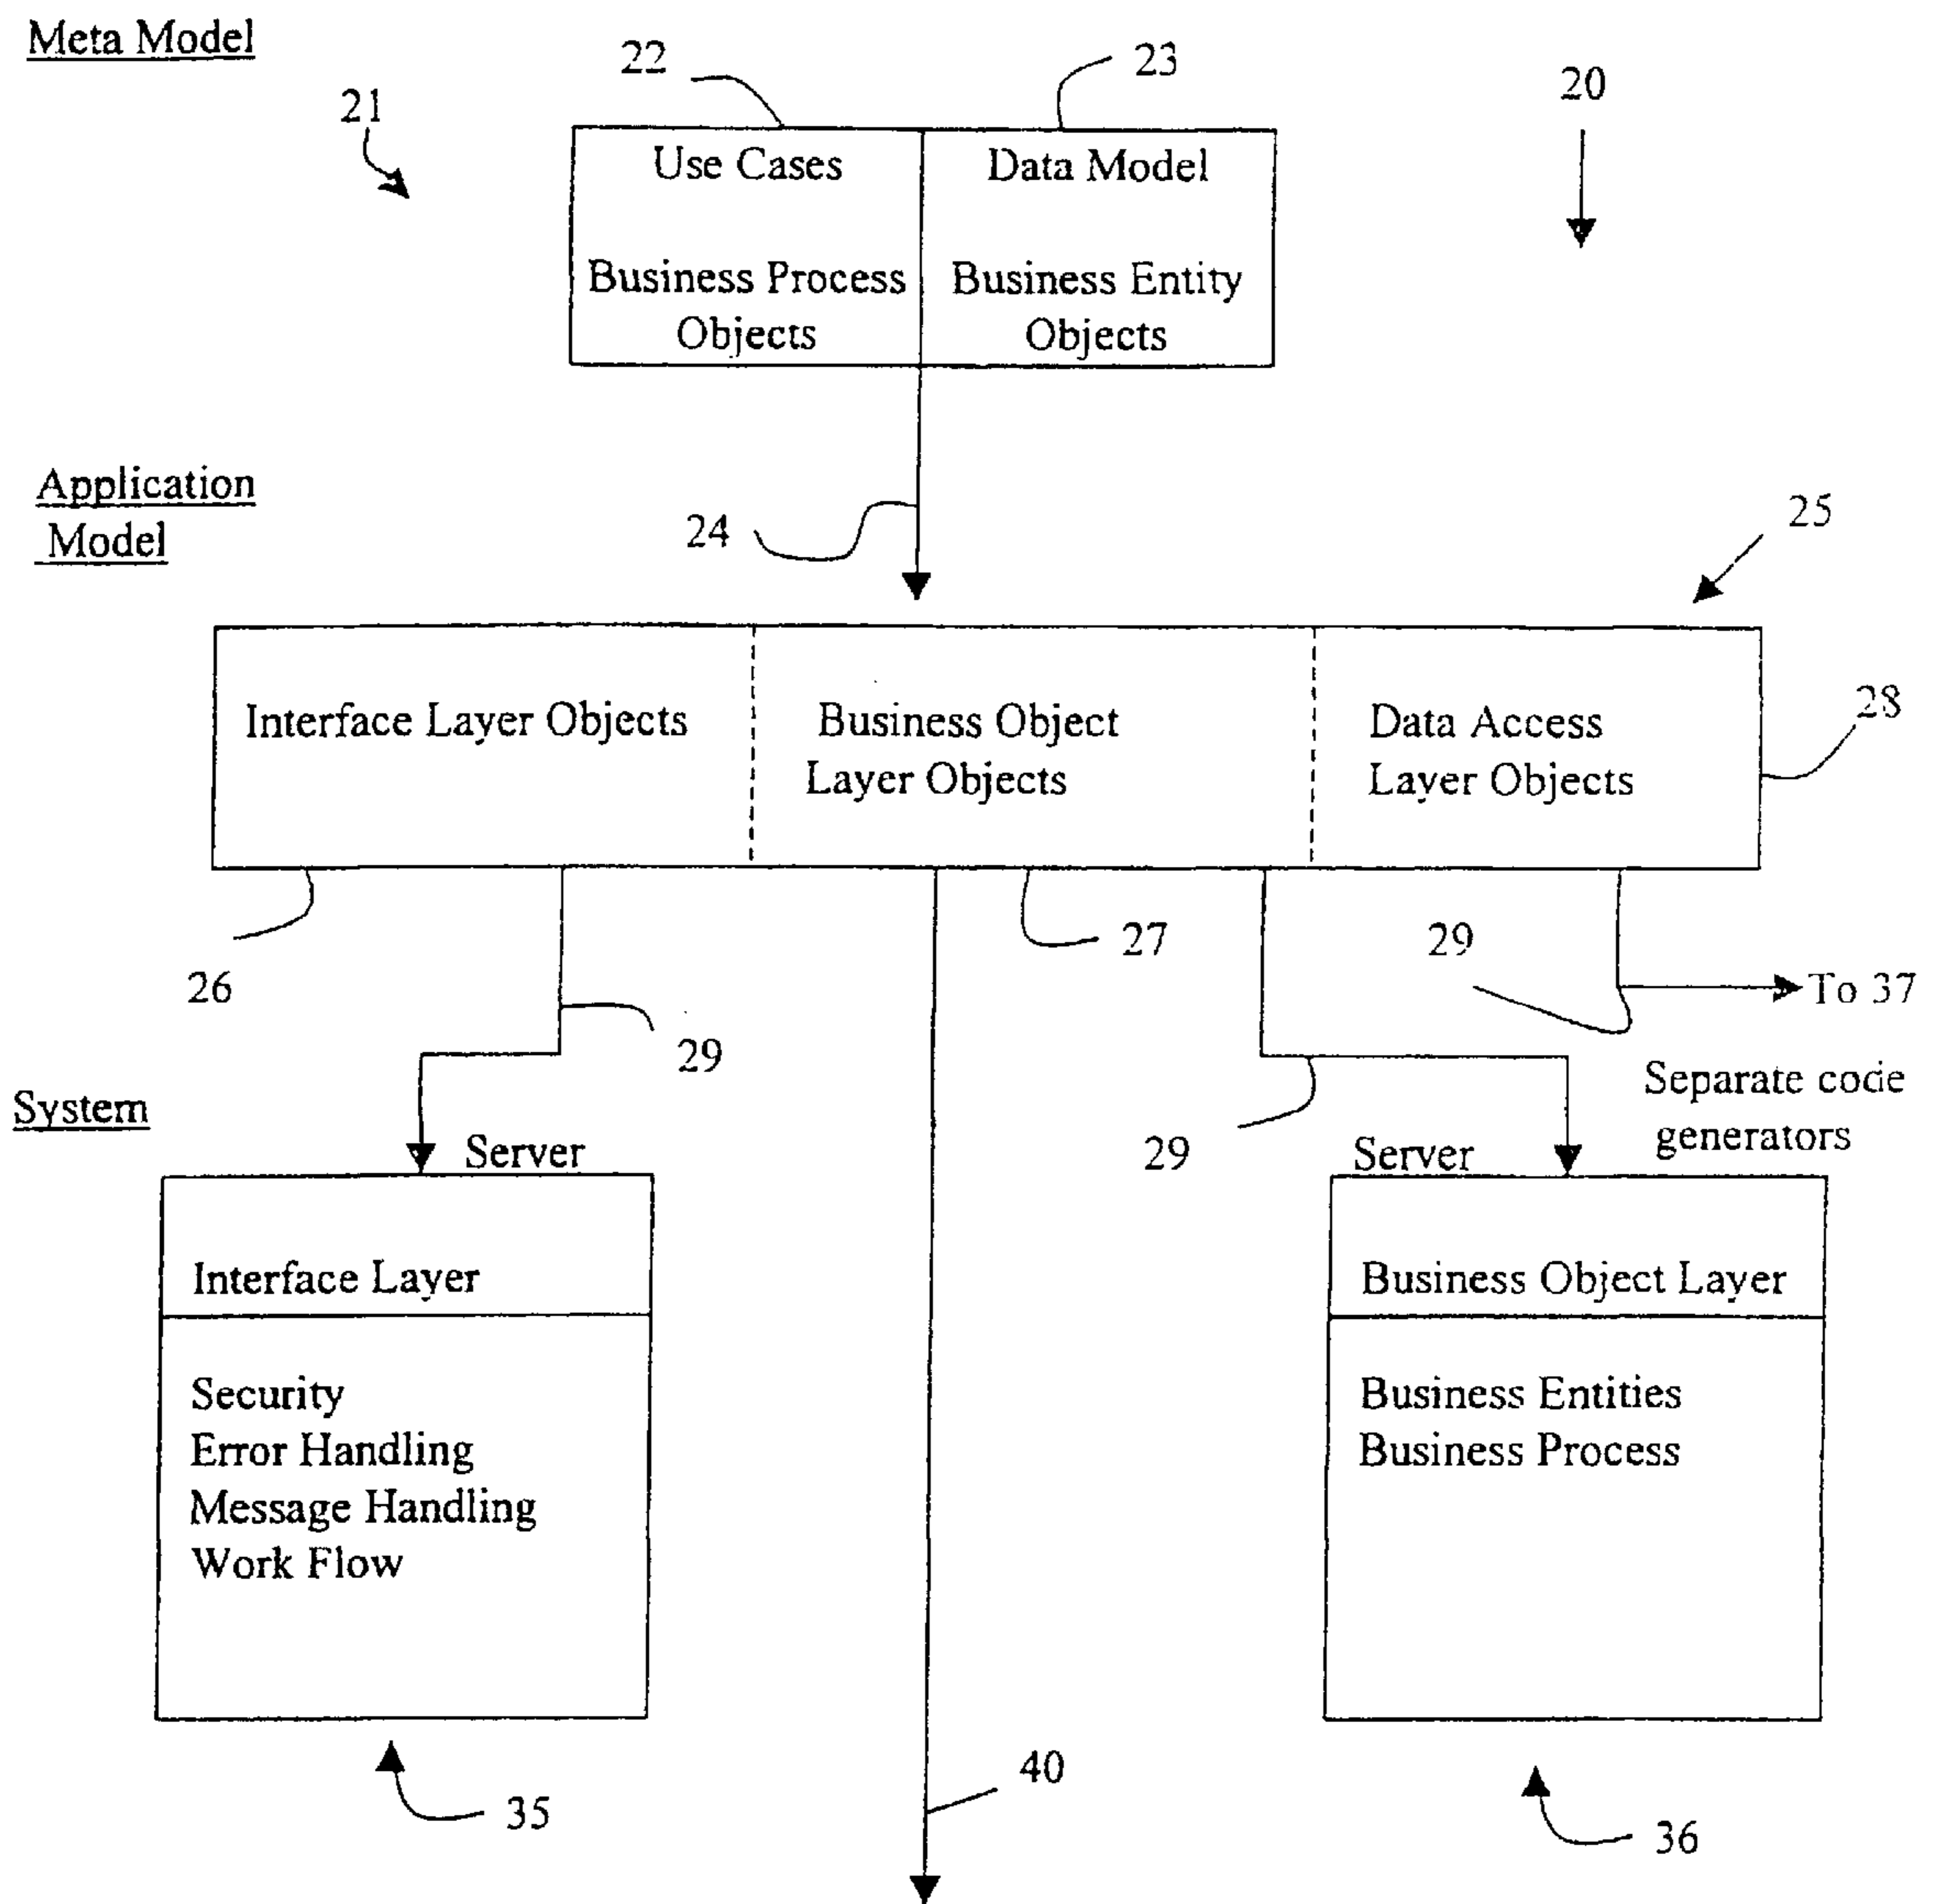 Meta Model
22
23
20
21
Use Cases
Data Model
Business Process
Objects
Business Entity
Objects
Application
Model
24
25
Interface Layer Objects
Business Object
Layer Objects
Data Access
Layer Objects
28
26
27
29
To 37
29
29
Separate code
generators
System
Server
Server
Interface Layer
Business Object Layer
Security
Error Handling
Message Handling
Work Flow
Business Entities
Business Process
40
35
36